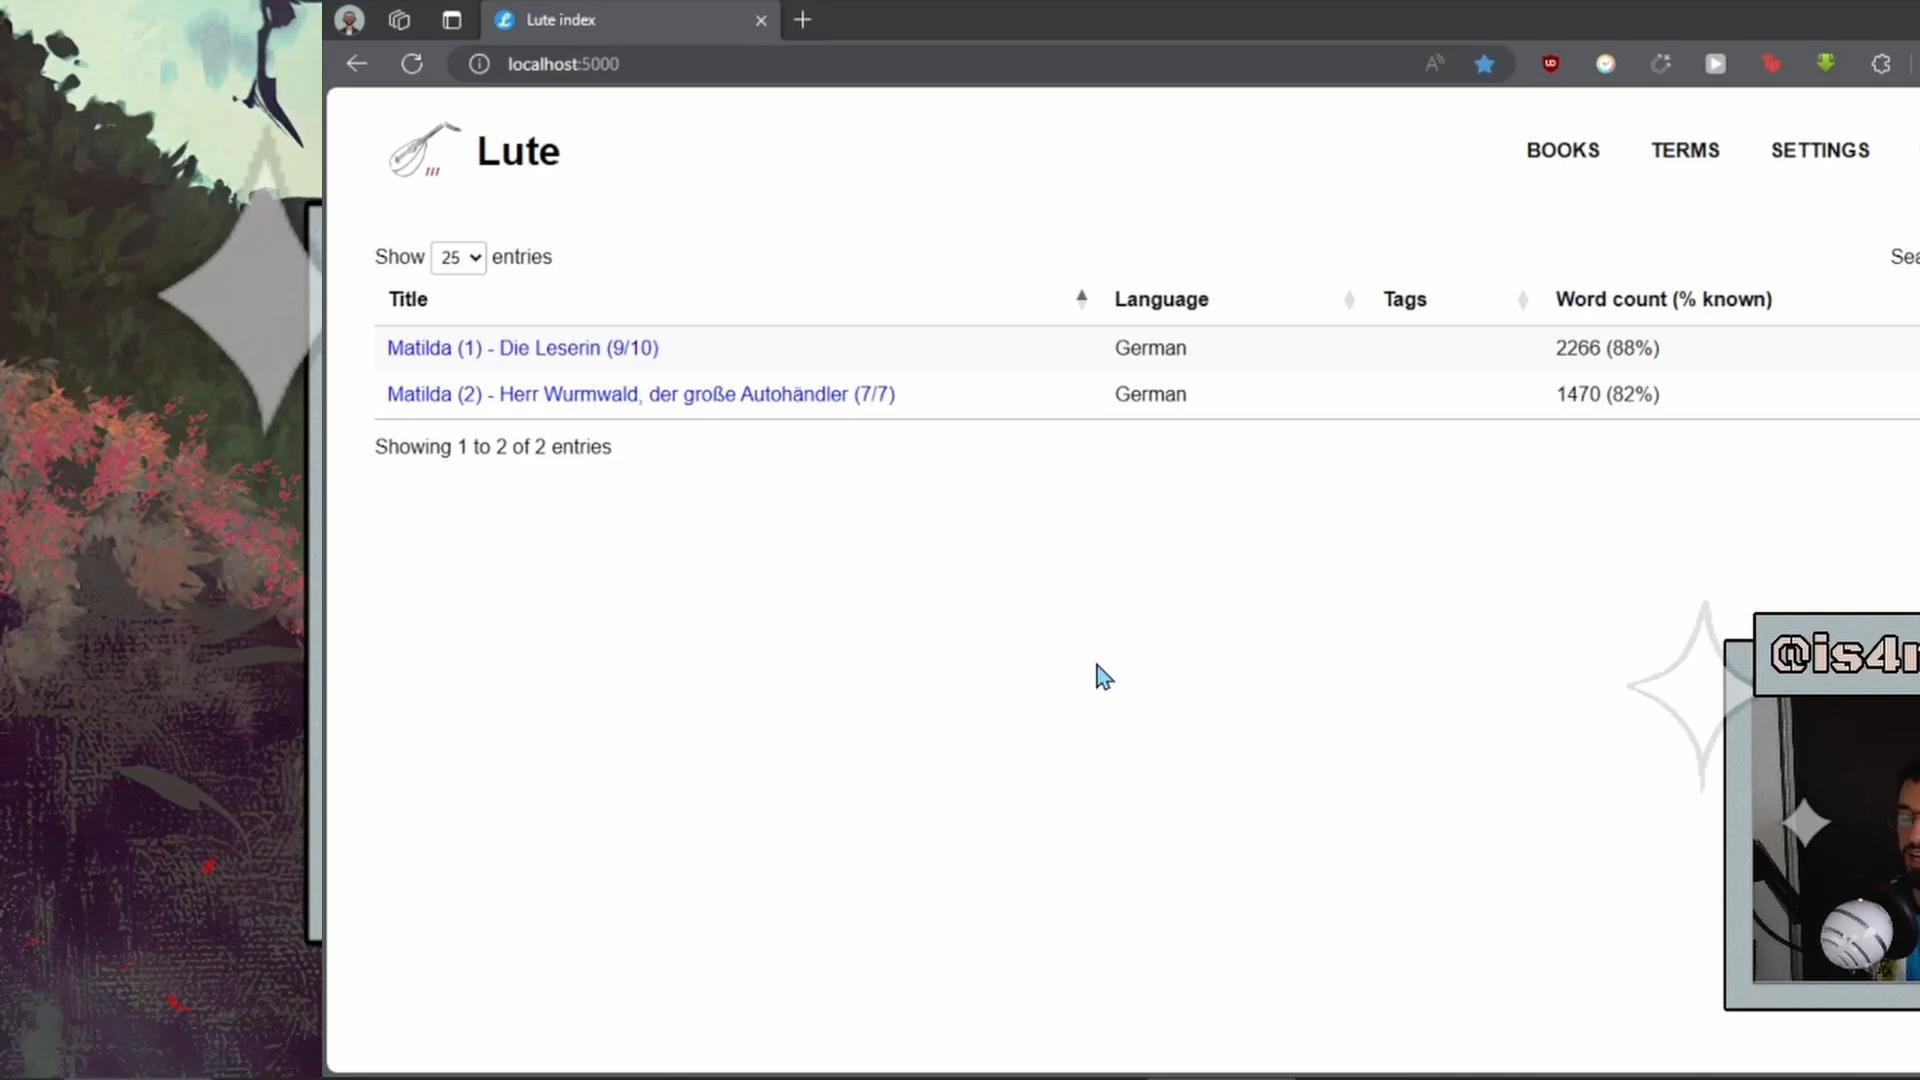 Lute index
localhost:5000
Lute
BOOKS TERMS SETTINGS
Show 25 entries
Title Language Tags Word count (% known)
Matilda (1) - Die Leserin (9/10) German 2266 (88%)
Matilda (2) - Herr Wurmwald, der große Autohändler (7/7) German 1470 (82%)
Showing 1 to 2 of 2 entries